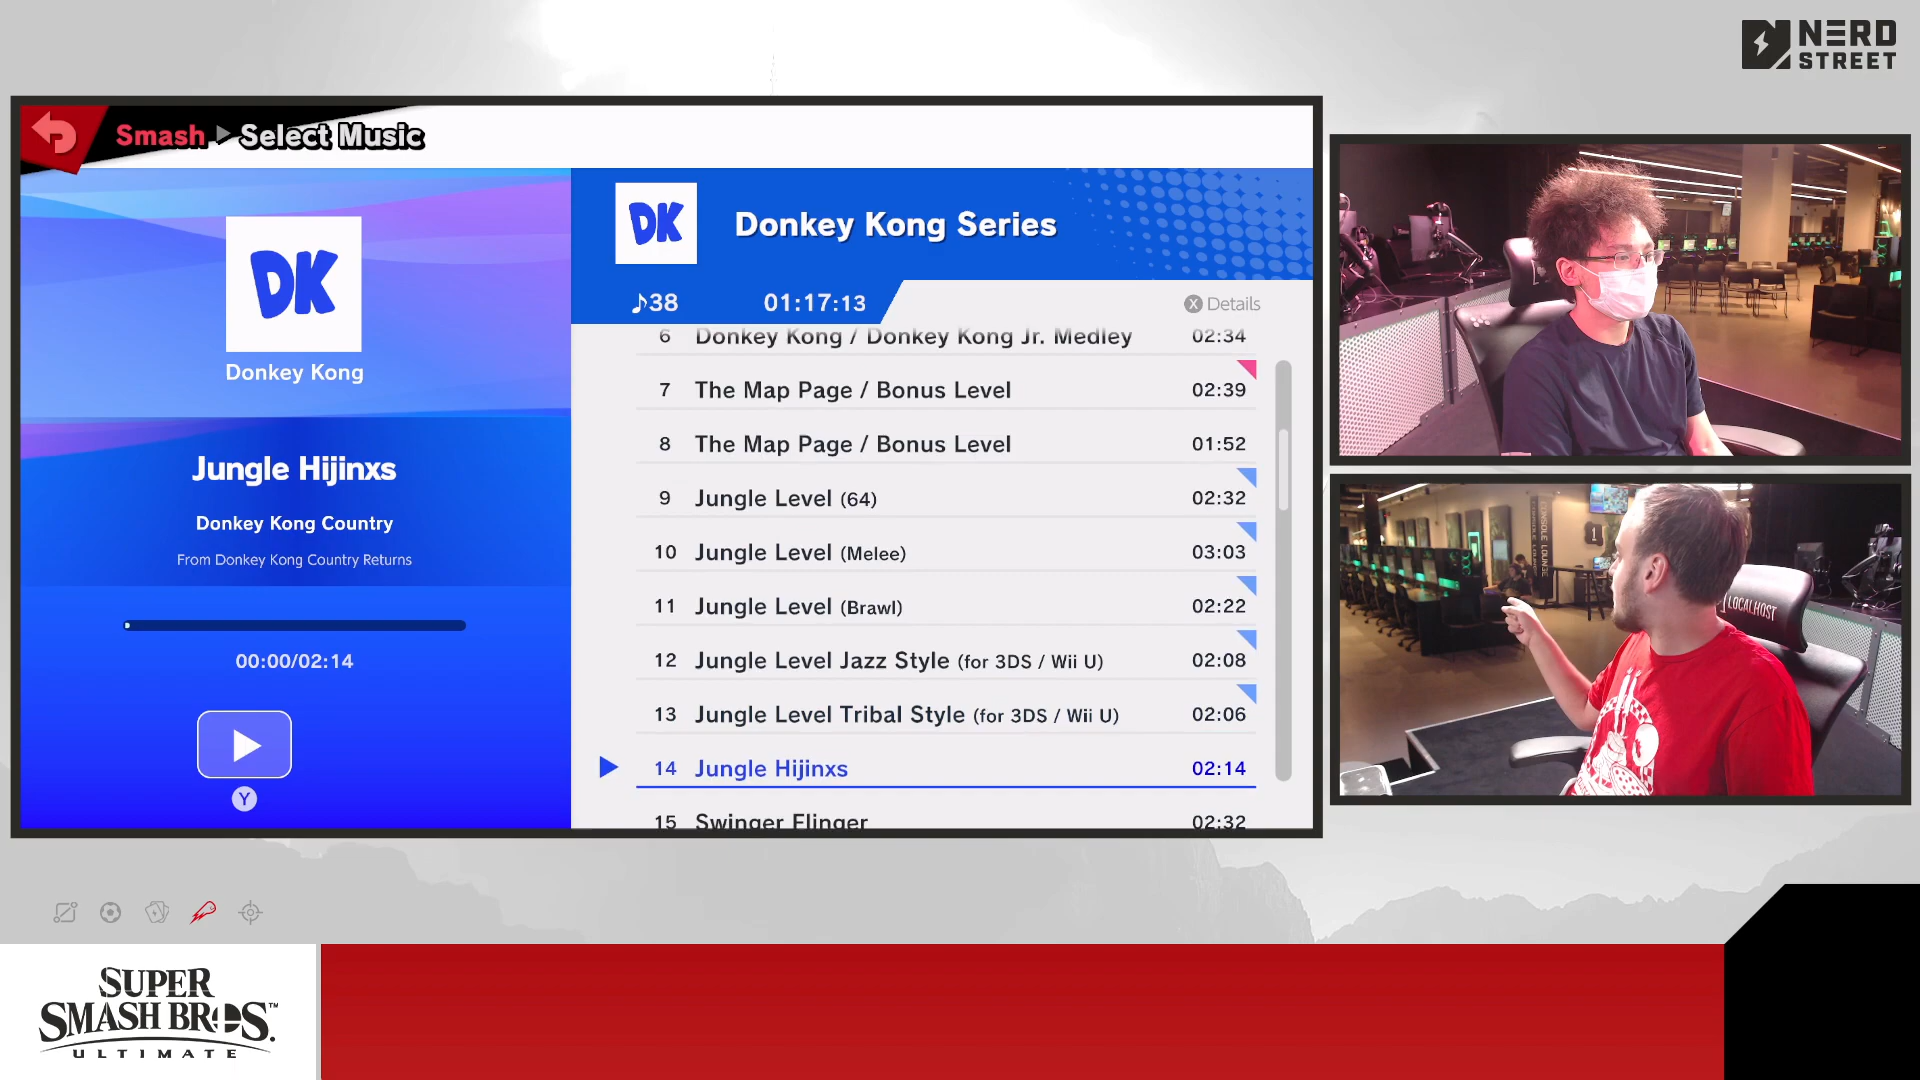 NERD
STREET
Smash
Select Music
DK
Donkey Kong
Jungle Hijinxs
Donkey Kong Country
From Donkey Kong Country Returns
00:00/02:14
Y
DK
Donkey Kong Series
♪38 01:17:13
X Details
6 Donkey Kong / Donkey Kong Jr. Medley 02:34
7 The Map Page / Bonus Level 02:39
8 The Map Page / Bonus Level 01:52
9 Jungle Level (64) 02:32
10 Jungle Level (Melee) 03:03
11 Jungle Level (Brawl) 02:22
12 Jungle Level Jazz Style (for 3DS / Wii U) 02:08
13 Jungle Level Tribal Style (for 3DS / Wii U) 02:06
14 Jungle Hijinxs 02:14
15 Swinger Flinger 02:32
CONSOLE LOUNGE
1
LOCALHOST
SUPER
SMASH BROS.™
ULTIMATE